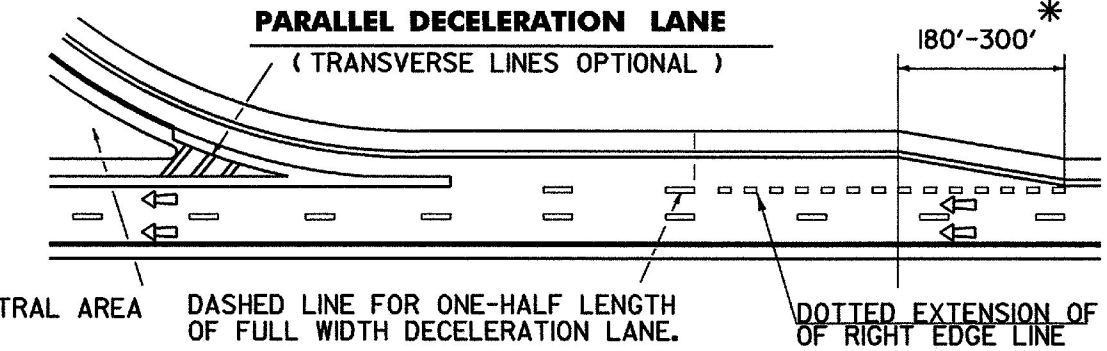 PARALLEL DECELERATION LANE
( TRANSVERSE LINES OPTIONAL )
180'-300' *
TRAL AREA
DASHED LINE FOR ONE-HALF LENGTH
OF FULL WIDTH DECELERATION LANE.
DOTTED EXTENSION OF
OF RIGHT EDGE LINE